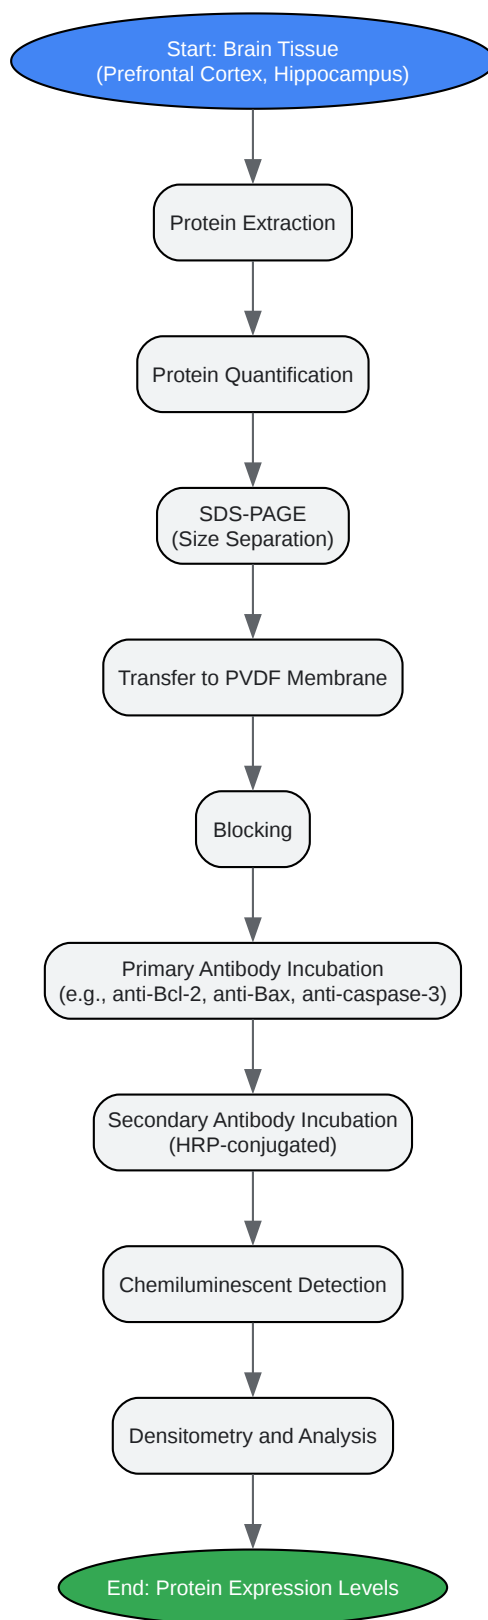 Start: Brain Tissue
(Prefrontal Cortex, Hippocampus)
Protein Extraction
Protein Quantification
SDS-PAGE
(Size Separation)
Transfer to PVDF Membrane
Blocking
Primary Antibody Incubation
(e.g., anti-Bcl-2, anti-Bax, anti-caspase-3)
Secondary Antibody Incubation
(HRP-conjugated)
Chemiluminescent Detection
Densitometry and Analysis
End: Protein Expression Levels